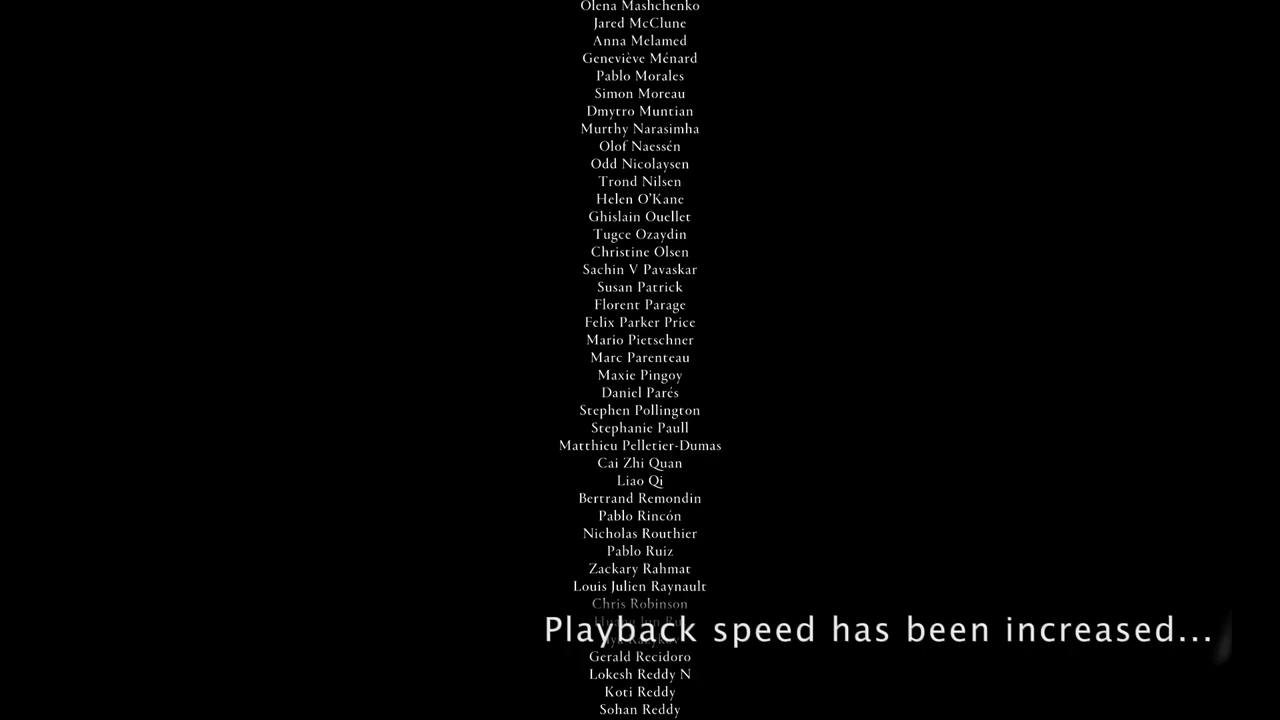 Olena Mashchenko
Jared McClune
Anna Melamed
Geneviève Ménard
Pablo Morales
Simon Moreau
Dmytro Muntian
Murthy Narasimha
Olof Naessén
Odd Nicolaysen
Trond Nilsen
Helen O'Kane
Ghislain Ouellet
Tugce Ozaydin
Christine Olsen
Sachin V Pavaskar
Susan Patrick
Florent Parage
Felix Parker Price
Mario Pietschner
Marc Parenteau
Maxie Pingoy
Daniel Parés
Stephen Pollington
Stephanie Paull
Matthieu Pelletier-Dumas
Cai Zhi Quan
Liao Qi
Bertrand Remondin
Pablo Rincón
Nicholas Routhier
Pablo Ruiz
Zackary Rahmat
Louis Julien Raynault
Chris Robinson
Playback speed has been increased...
Gerald Recidoro
Lokesh Reddy N
Koti Reddy
Sohan Reddy